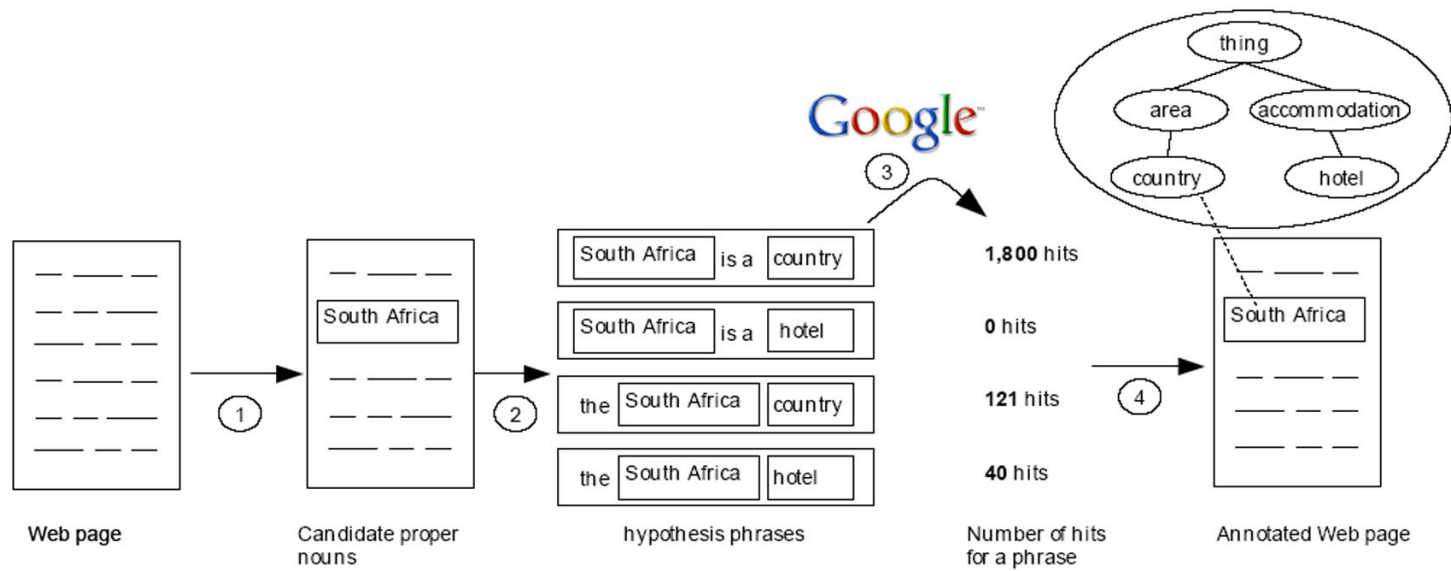 thing
area
accommodation
country
hotel
Google™
3
South Africa is a country
1,800 hits
South Africa is a hotel
0 hits
the South Africa country
121 hits
the South Africa hotel
40 hits
South Africa
1
2
4
South Africa
Web page
Candidate proper
nouns
hypothesis phrases
Number of hits
for a phrase
Annotated Web page